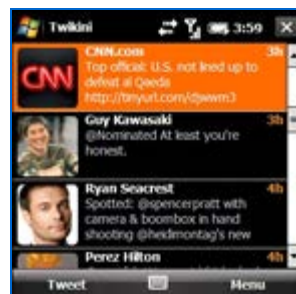 Twikini 3:59
CNN.com 3h
CNN
Top official: U.S. not lined up to
defeat al Qaeda
http://tinyurl.com/djwwm3
Guy Kawasaki 3h
@Nominated At least you're
honest.
Ryan Seacrest 4h
Spotted: @spencerpratt with
camera & boombox in hand
shooting @heidimontag's new
Perez Hilton 4h
Tweet Menu